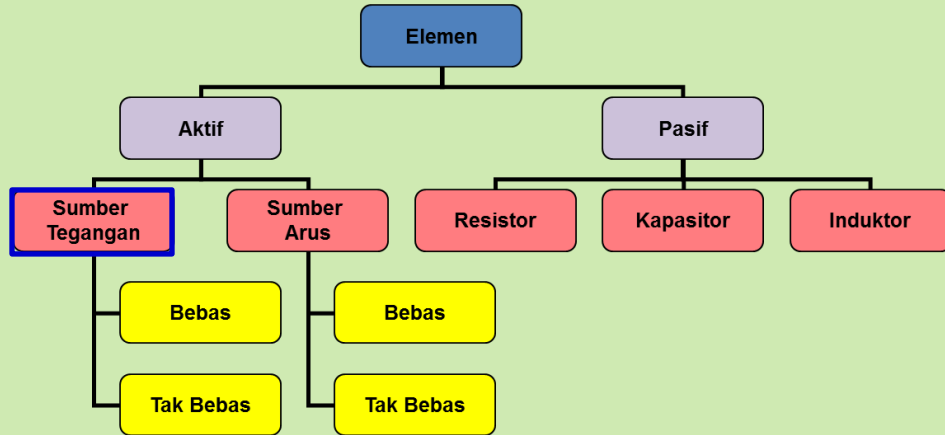 Elemen
Aktif
Pasif
Sumber
Tegangan
Sumber
Arus
Resistor
Kapasitor
Induktor
Bebas
Bebas
Tak Bebas
Tak Bebas